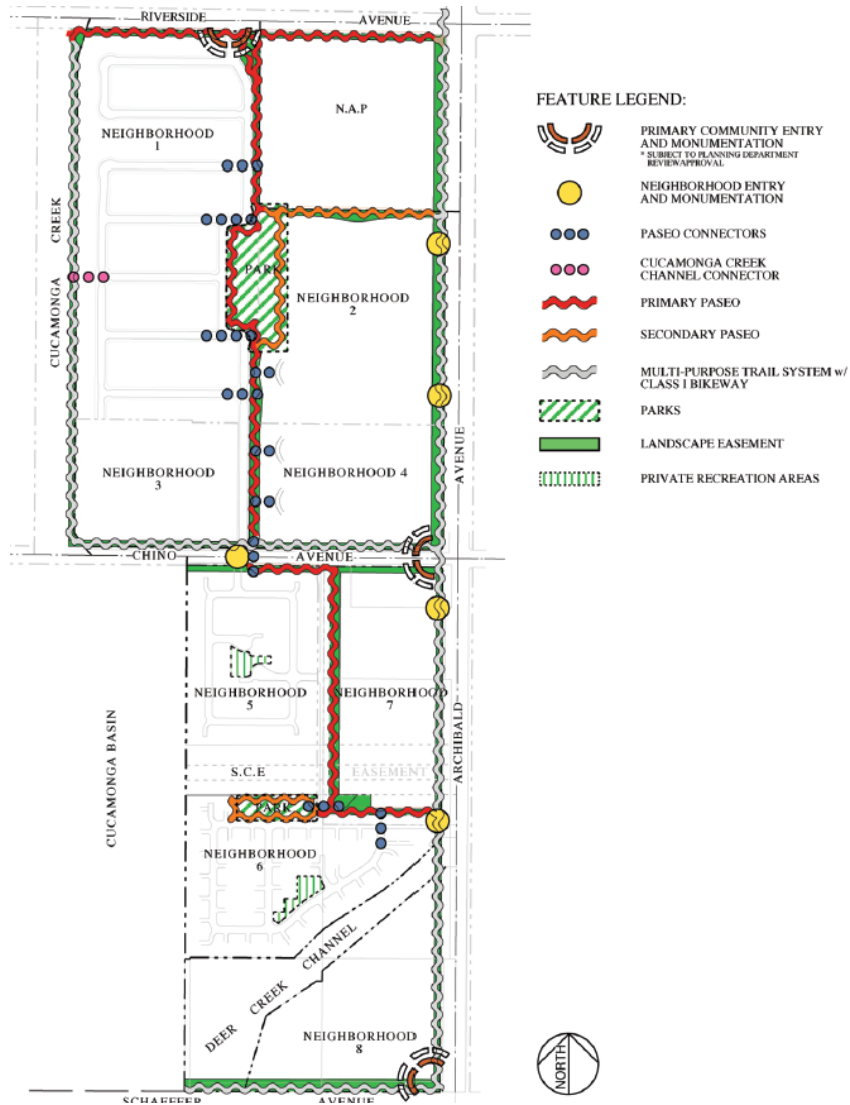 RIVERSIDE AVENUE
NEIGHBORHOOD
1
N.A.P
CUCAMONGA CREEK
PARK
NEIGHBORHOOD
2
NEIGHBORHOOD
3
NEIGHBORHOOD 4
AVENUE
CHINO AVENUE
NEIGHBORHOOD
5
NEIGHBORHOOD
7
CUCAMONGA BASIN
ARCHIBALD
S.C.E EASEMENT
PARK
NEIGHBORHOOD
6
DEER CREEK CHANNEL
NEIGHBORHOOD
8
SCHAEFFER AVENUE
FEATURE LEGEND:
PRIMARY COMMUNITY ENTRY
AND MONUMENTATION
* SUBJECT TO PLANNING DEPARTMENT
REVIEW/APPROVAL
NEIGHBORHOOD ENTRY
AND MONUMENTATION
PASEO CONNECTORS
CUCAMONGA CREEK
CHANNEL CONNECTOR
PRIMARY PASEO
SECONDARY PASEO
MULTI-PURPOSE TRAIL SYSTEM w/
CLASS I BIKEWAY
PARKS
LANDSCAPE EASEMENT
PRIVATE RECREATION AREAS
NORTH